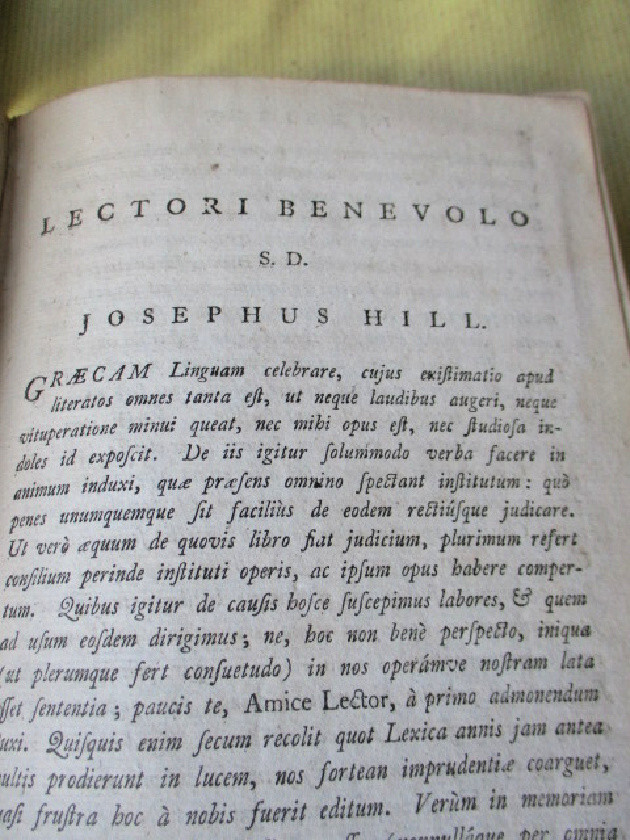 LECTORI BENEVOLO
S. D.
JOSEPHUS HILL.
GRÆCAM Linguam celebrare, cujus exiſtimatio apud
literatos omnes tanta eſt, ut neque laudibus augeri, neque
vituperatione minui queat, nec mihi opus eſt, nec ſtudioſa in-
doles id expoſcit. De iis igitur ſolummodo verba facere in
animum induxi, quæ præſens omnino ſpectant inſtitutum: quò
penes unumquemque ſit faciliùs de eodem rectiúſque judicare.
Ut verò æquum de quovis libro fiat judicium, plurimum refert
conſilium perinde inſtituti operis, ac ipſum opus habere comper-
tum. Quibus igitur de cauſis hoſce ſuſcepimus labores, & quem
ad uſum eoſdem dirigimus; ne, hoc non benè perſpecto, iniqua
(ut plerumque fert conſuetudo) in nos operámve noſtram lata
eſſet ſententia; paucis te, Amice Lector, à primo admonendum
duxi. Quiſquis enim ſecum recolit quot Lexica annis jam antea
multis prodierunt in lucem, nos fortean imprudentiæ coarguet,
quaſi fruſtra hoc à nobis fuerit editum. Verùm in memoriam
nonnulláque per omnia